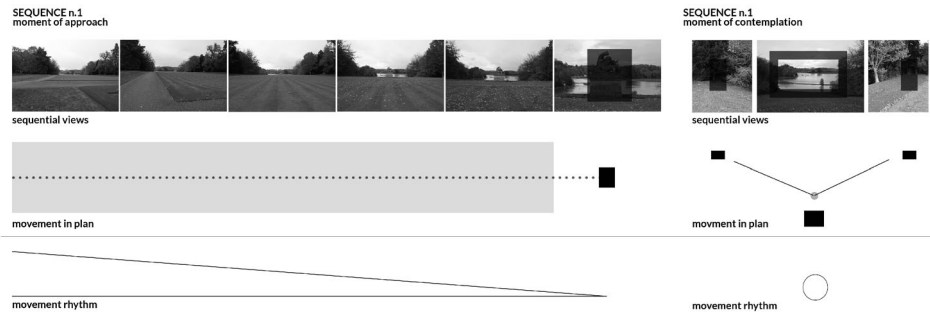 SEQUENCE n.1
moment of approach
sequential views
movement in plan
movement rhythm
SEQUENCE n.1
moment of contemplation
sequential views
movment in plan
movement rhythm